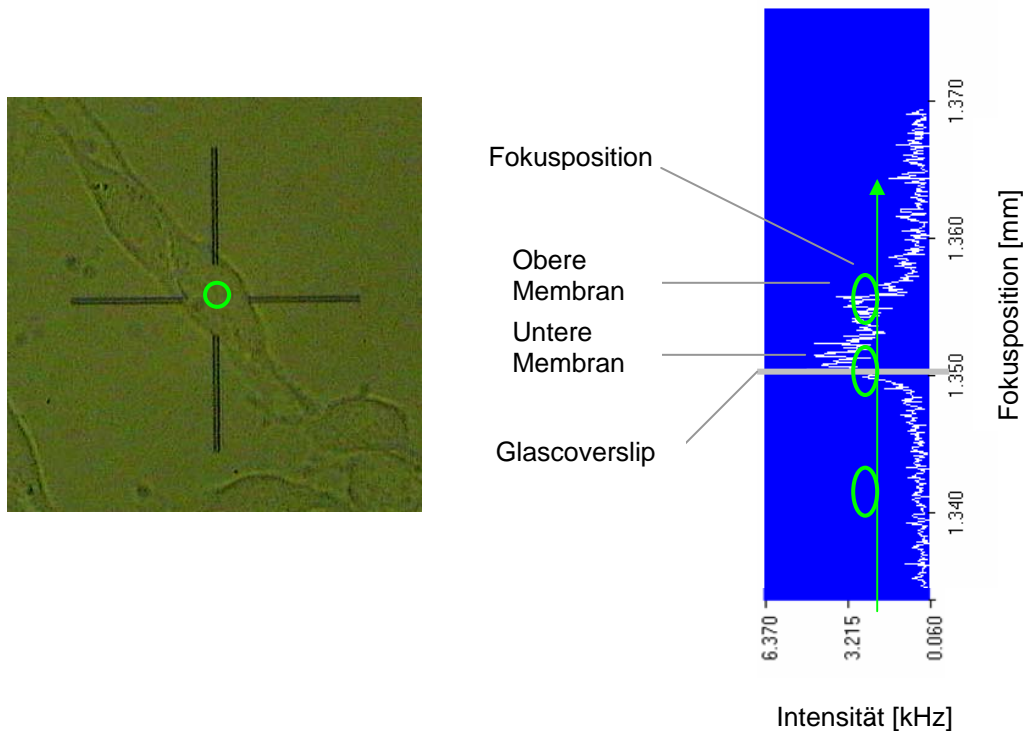 Fokusposition
Obere
Membran
Untere
Membran
Glascoverslip
1.370
1.360
1.350
1.340
Fokusposition [mm]
6.370
3.215
0.060
Intensität [kHz]